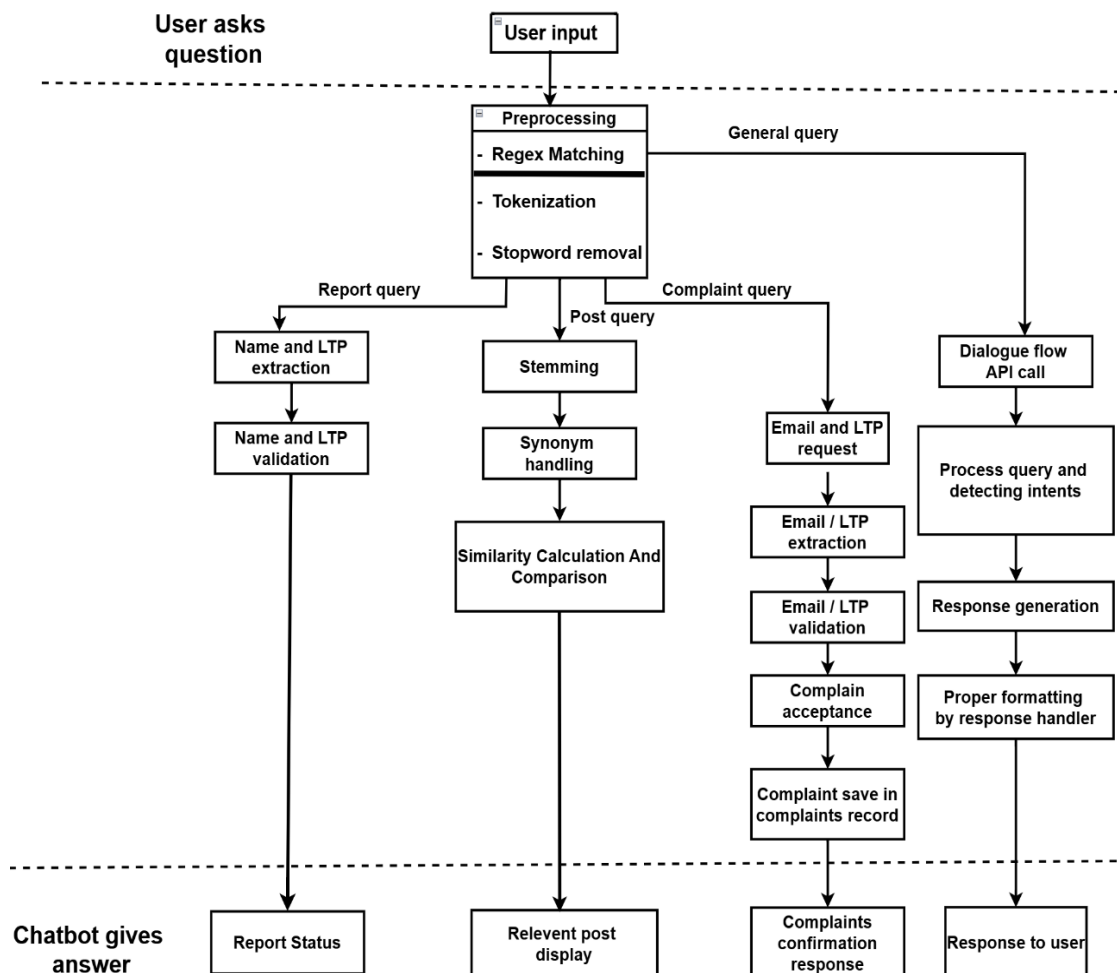 User asks
question
User input
Preprocessing
- Regex Matching
- Tokenization
- Stopword removal
General query
Report query
Post query
Complaint query
Name and LTP
extraction
Name and LTP
validation
Stemming
Synonym
handling
Similarity Calculation And
Comparison
Email and LTP
request
Email / LTP
extraction
Email / LTP
validation
Complain
acceptance
Complaint save in
complaints record
Dialogue flow
API call
Process query and
detecting intents
Response generation
Proper formatting
by response handler
Chatbot gives
answer
Report Status
Relevent post
display
Complaints
confirmation
response
Response to user